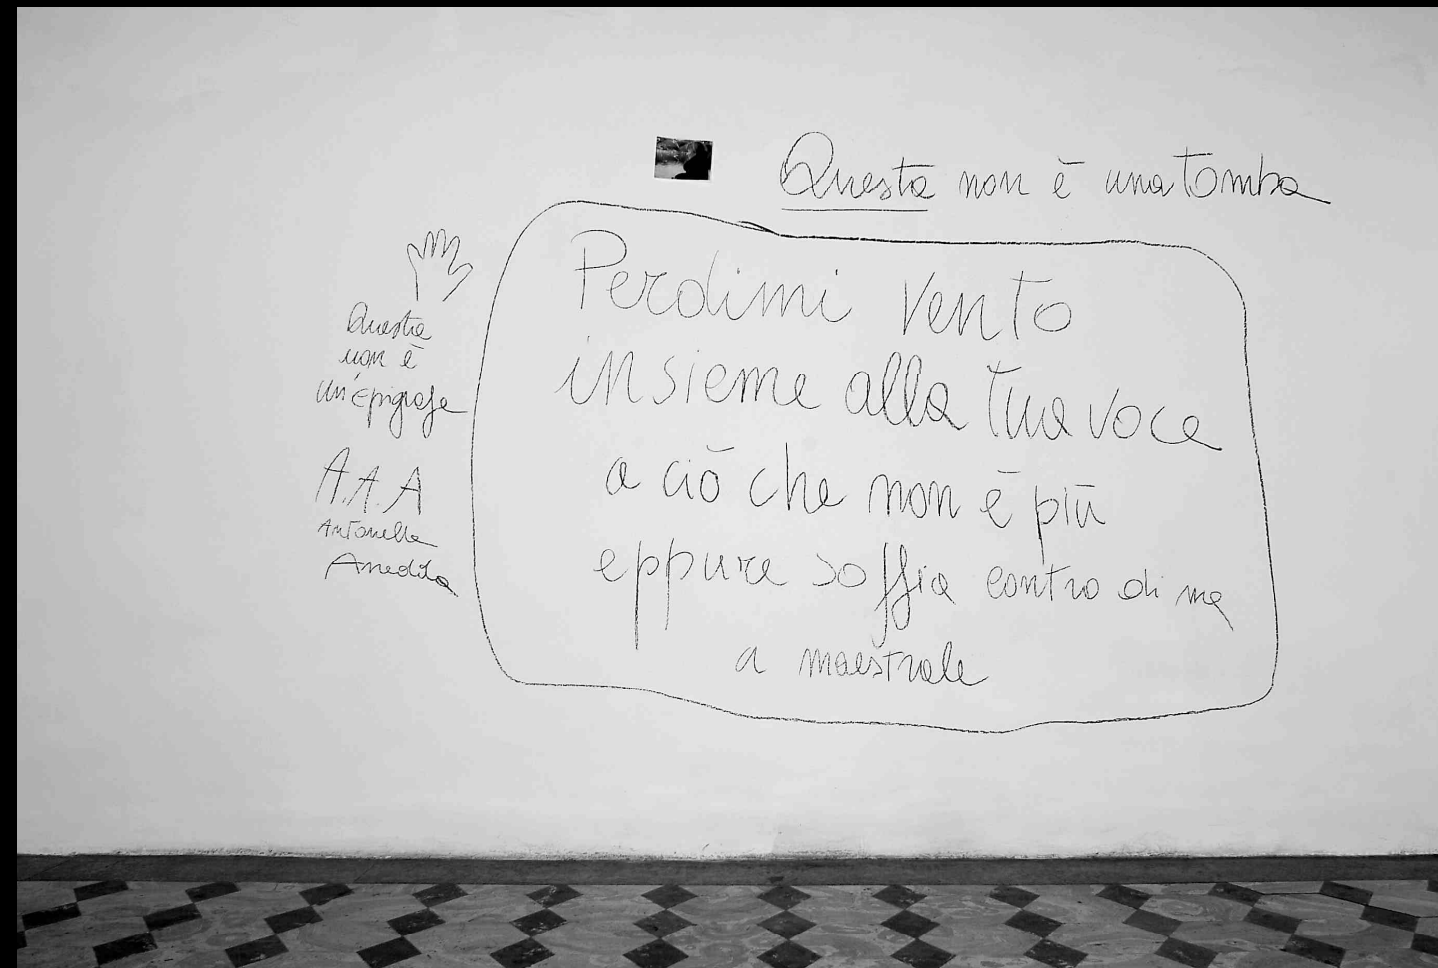 Questa non è una Tomba
Perdimi vento
insieme alla Tua voce
a ciò che non è più
eppure soffia contro di me
a maestrale
Questa
non è
un'épigrafe
A.A.A
Antonella
Anedda